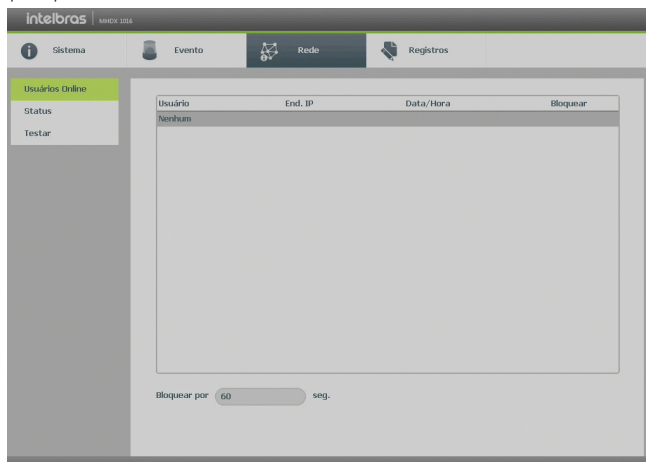 intelbras MHDX 1016
Sistema Evento Rede Registros
Usuários Online
Status
Testar
Usuário End. IP Data/Hora Bloquear
Nenhum
Bloquear por 60 seg.